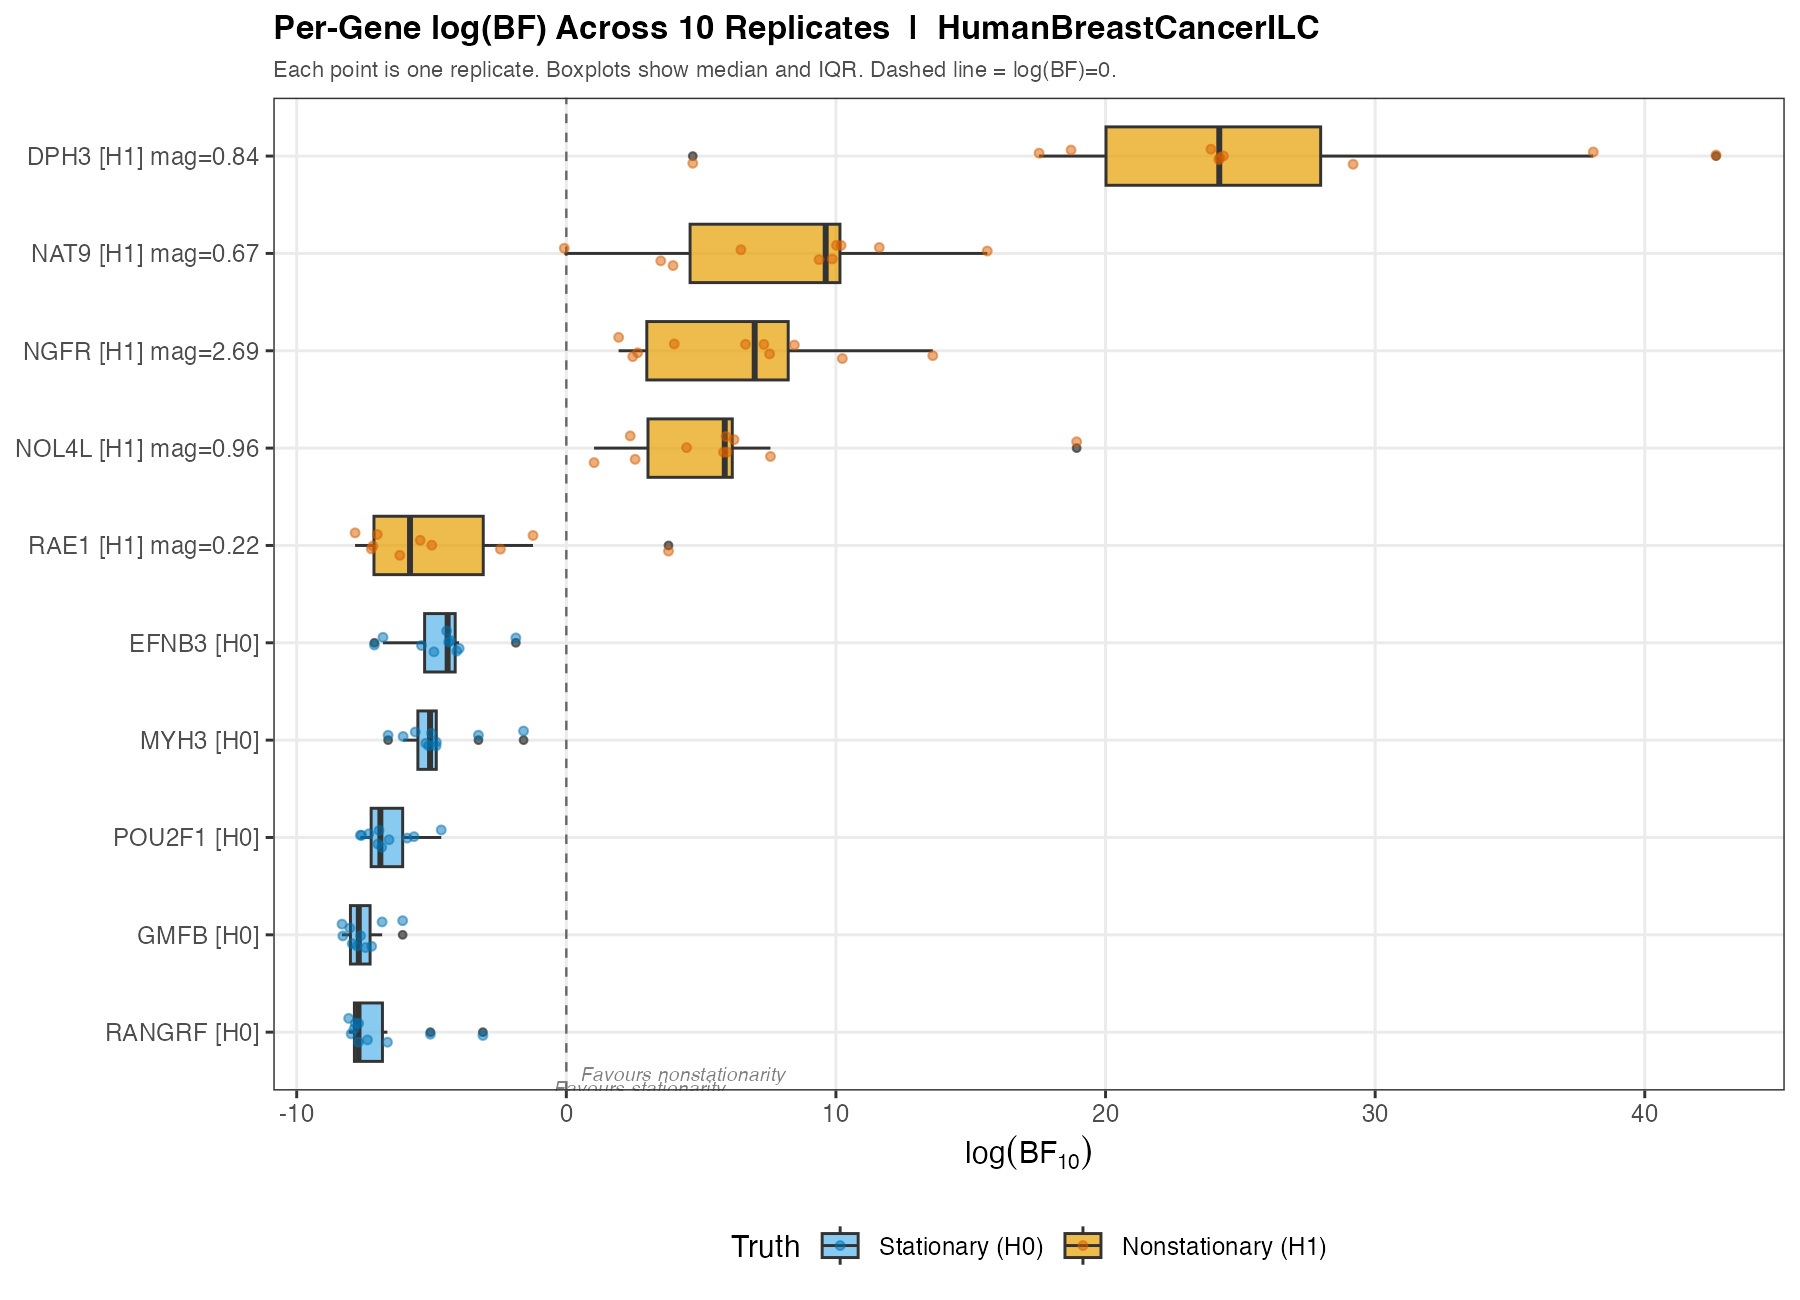 Per-Gene log(BF) Across 10 Replicates | HumanBreastCancerILC
Each point is one replicate. Boxplots show median and IQR. Dashed line = log(BF)=0.
DPH3 [H1] mag=0.84
NAT9 [H1] mag=0.67
NGFR [H1] mag=2.69
NOL4L [H1] mag=0.96
RAE1 [H1] mag=0.22
EFNB3 [H0]
MYH3 [H0]
POU2F1 [H0]
GMFB [H0]
RANGRF [H0]
Favours nonstationarity
Favours stationarity
-10 0 10 20 30 40
log(BF₁₀)
Truth Stationary (H0) Nonstationary (H1)